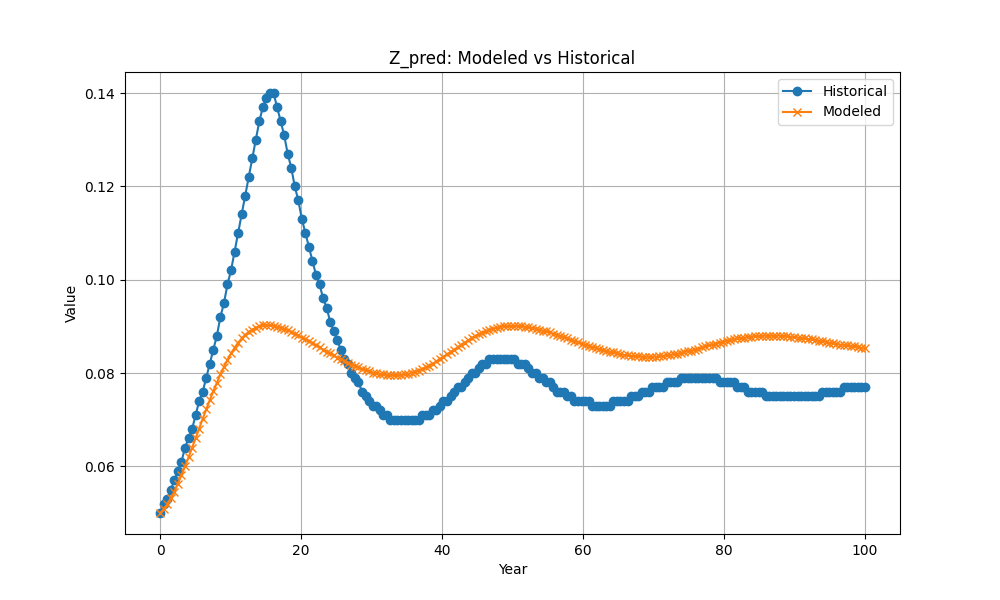 Z_pred: Modeled vs Historical
Historical
Modeled
0.14
0.12
0.10
0.08
0.06
Value
0
20
40
60
80
100
Year